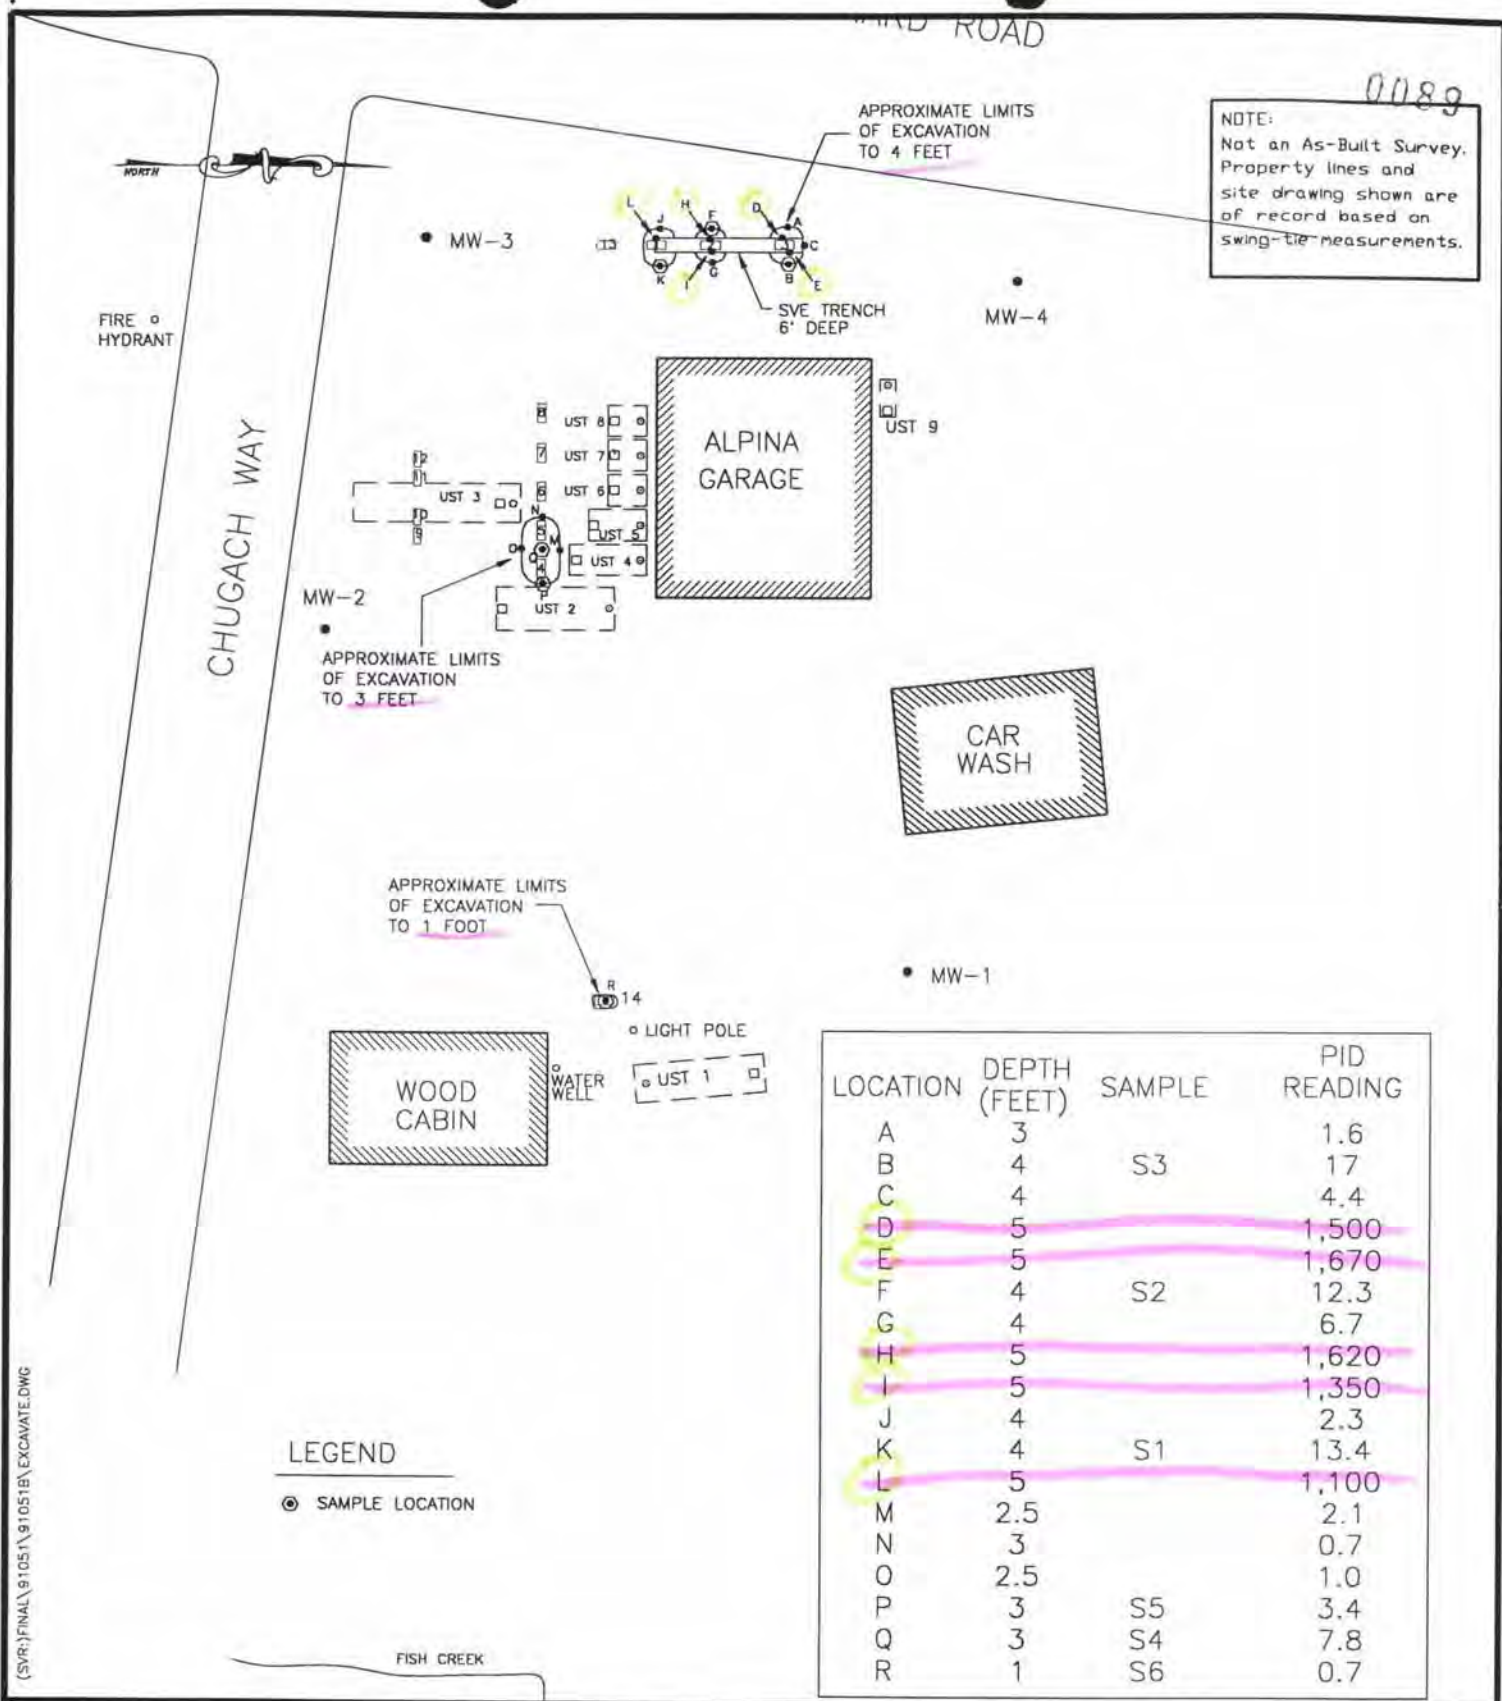 ROAD
0089
NOTE:
Not an As-Built Survey.
Property lines and
site drawing shown are
of record based on
swing-tie measurements.
APPROXIMATE LIMITS
OF EXCAVATION
TO 4 FEET
NORTH
L
J
H
F
D
A
C
K
I
G
B
E
1
2
3
13
MW-3
MW-4
SVE TRENCH
6' DEEP
FIRE
HYDRANT
CHUGACH WAY
8
UST 8
7
UST 7
6
UST 6
12
11
UST 3
10
9
N
5
M
O
Q
4
P
UST 5
UST 4
UST 2
ALPINA
GARAGE
UST 9
MW-2
APPROXIMATE LIMITS
OF EXCAVATION
TO 3 FEET
CAR
WASH
APPROXIMATE LIMITS
OF EXCAVATION
TO 1 FOOT
R
14
MW-1
LIGHT POLE
WATER
WELL
UST 1
WOOD
CABIN
LOCATION DEPTH (FEET) SAMPLE PID READING
A 3 1.6
B 4 S3 17
C 4 4.4
D 5 1,500
E 5 1,670
F 4 S2 12.3
G 4 6.7
H 5 1,620
I 5 1,350
J 4 2.3
K 4 S1 13.4
L 5 1,100
M 2.5 2.1
N 3 0.7
O 2.5 1.0
P 3 S5 3.4
Q 3 S4 7.8
R 1 S6 0.7
LEGEND
SAMPLE LOCATION
FISH CREEK
(SVR:)FINAL\91051\91051B\EXCAVATE.DWG